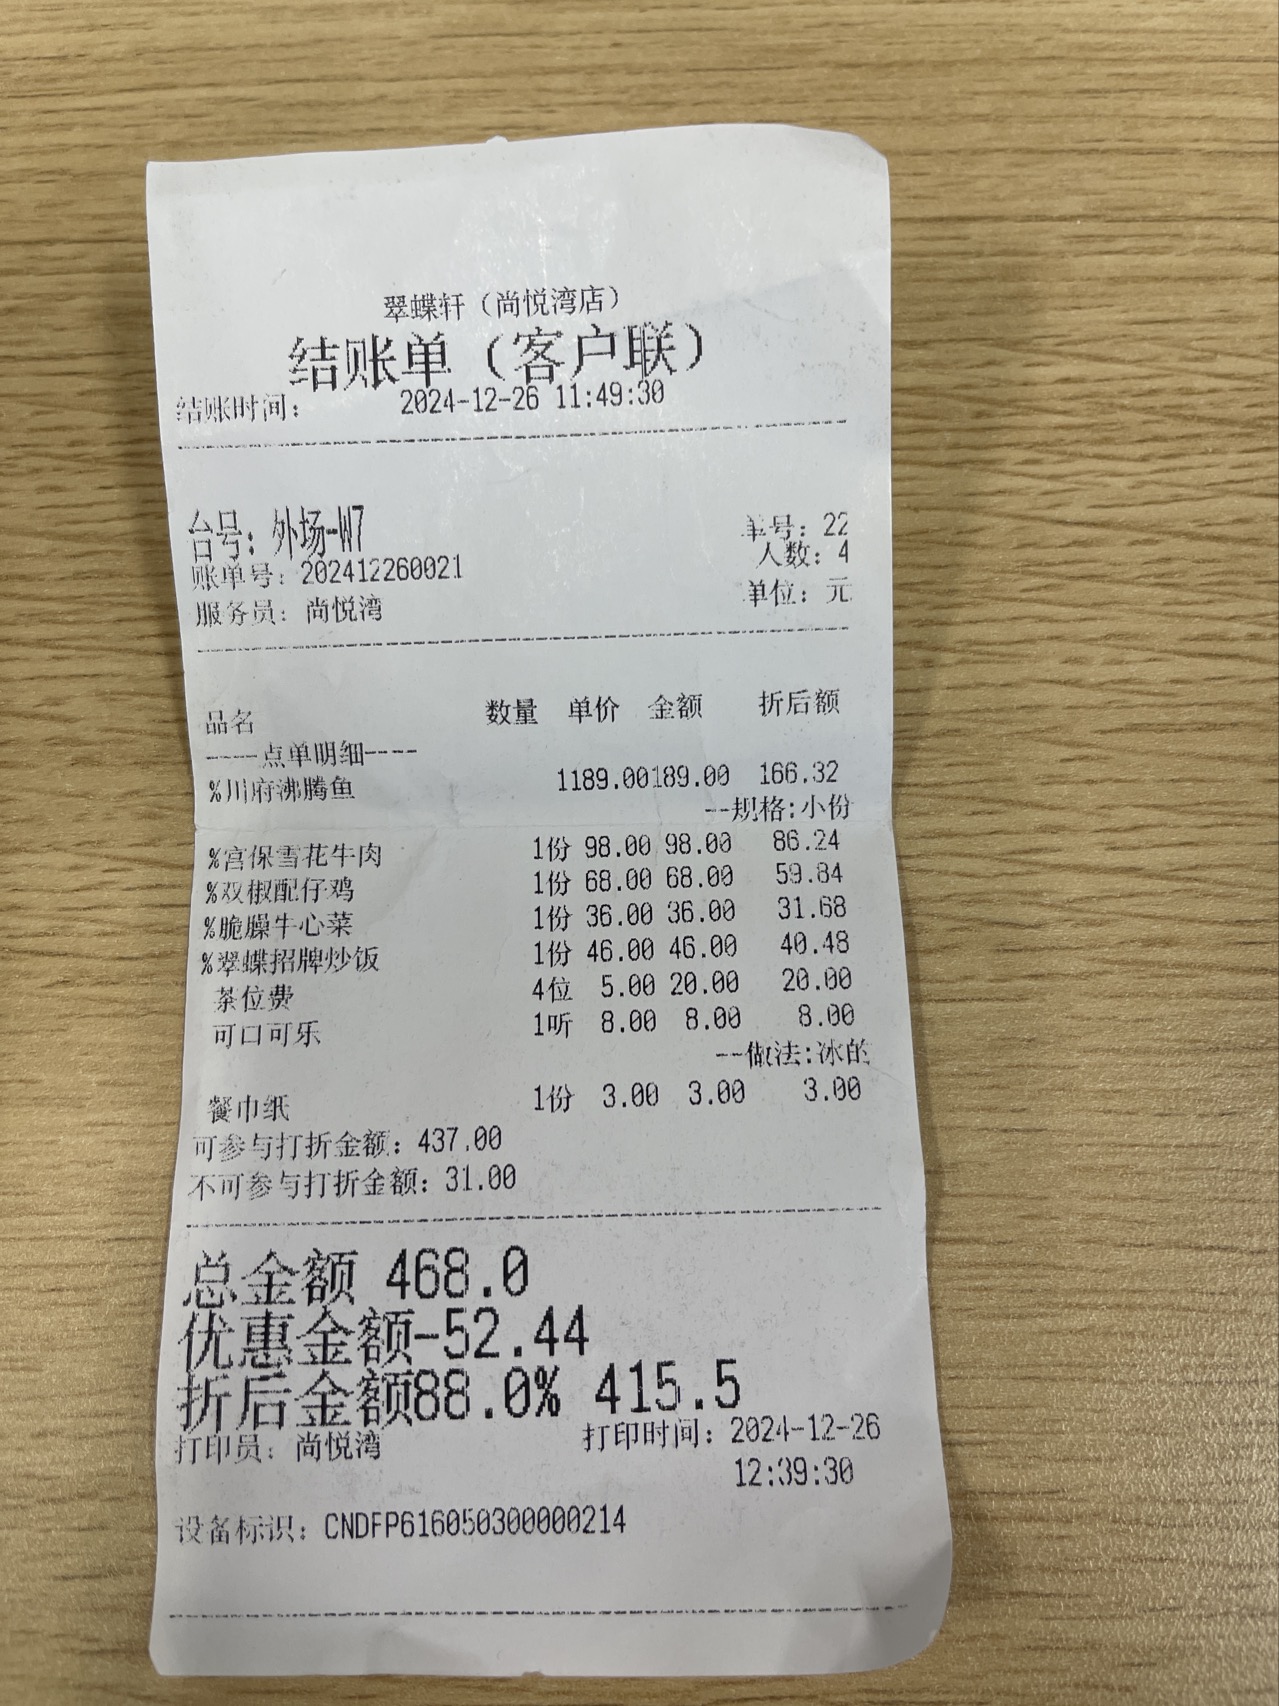 翠蝶轩（尚悦湾店）
结账单（客户联）
结账时间： 2024-12-26 11:49:30
台号：外场-W7
单号：22
人数：4
账单号：202412260021
服务员：尚悦湾
单位：元
品名 数量 单价 金额 折后额
----点单明细----
%川府沸腾鱼 1189.00189.00 166.32
--规格:小份
%宫保雪花牛肉 1份 98.00 98.00 86.24
%双椒配仔鸡 1份 68.00 68.00 59.84
%脆臊牛心菜 1份 36.00 36.00 31.68
%翠蝶招牌炒饭 1份 46.00 46.00 40.48
茶位费 4位 5.00 20.00 20.00
可口可乐 1听 8.00 8.00 8.00
--做法:冰的
餐巾纸 1份 3.00 3.00 3.00
可参与打折金额：437.00
不可参与打折金额：31.00
总金额 468.0
优惠金额-52.44
折后金额88.0% 415.5
打印员：尚悦湾 打印时间：2024-12-26
12:39:30
设备标识：CNDFP616050300000214